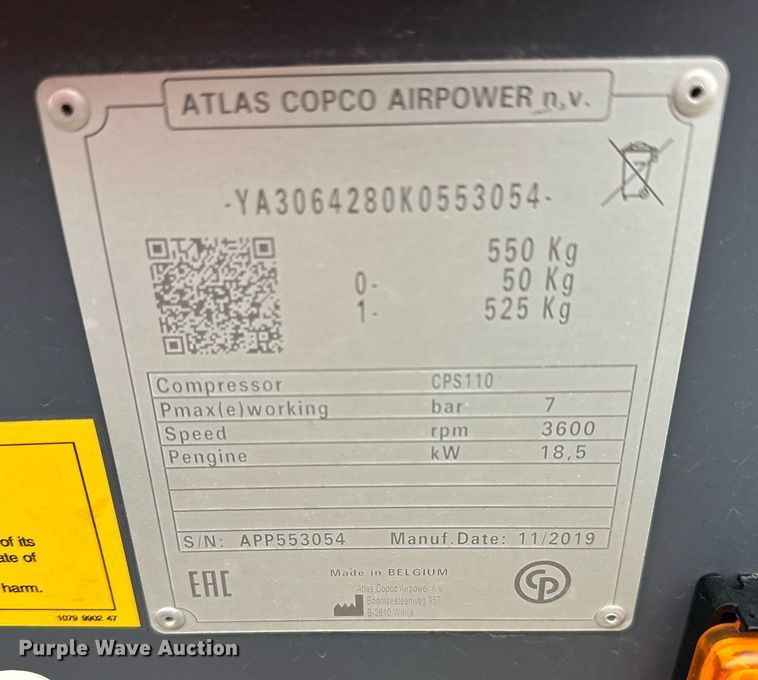 ATLAS COPCO AIRPOWER n.v.
-YA3064280K0553054-
550 Kg
0- 50 Kg
1- 525 Kg
Compressor CPS110
Pmax(e)working bar 7
Speed rpm 3600
Pengine kW 18,5
S/N: APP553054 Manuf.Date: 11/2019
EAC
Made in BELGIUM
Atlas Copco Airpower n.v.
Boomsesteenweg 957
B-2610 Wilrijk
CP
of its
ate of
harm.
1079 9902 47
Purple Wave Auction